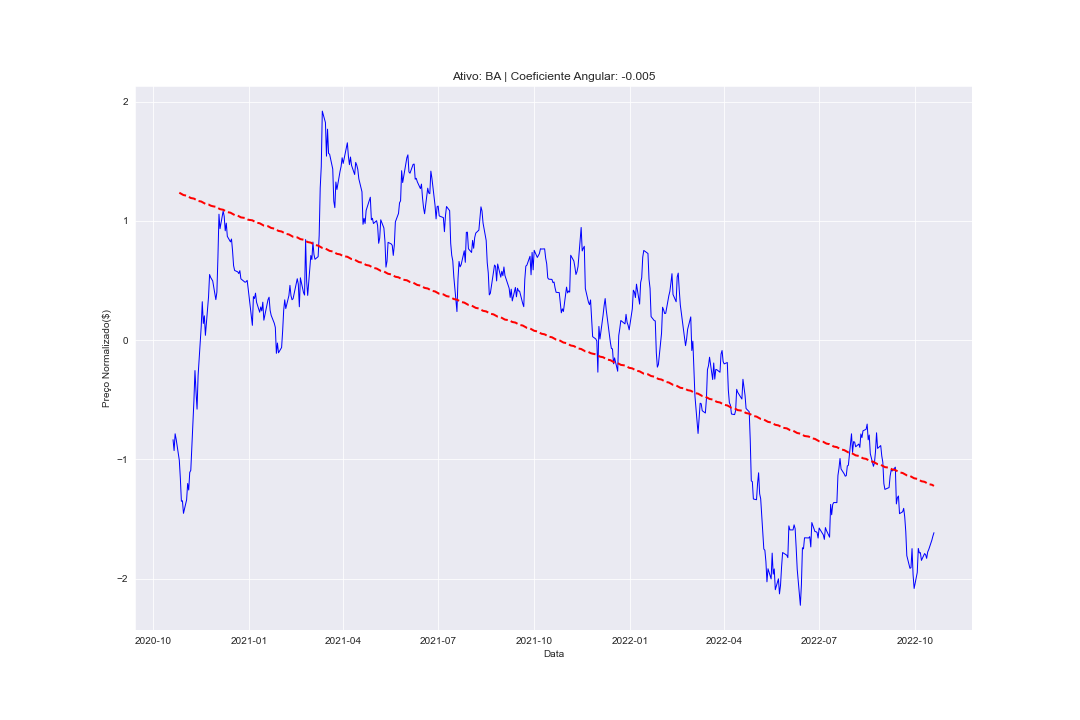 Ativo: BA | Coeficiente Angular: -0.005
Preço Normalizado($)
2
1
0
−1
−2
2020-10 2021-01 2021-04 2021-07 2021-10 2022-01 2022-04 2022-07 2022-10
Data